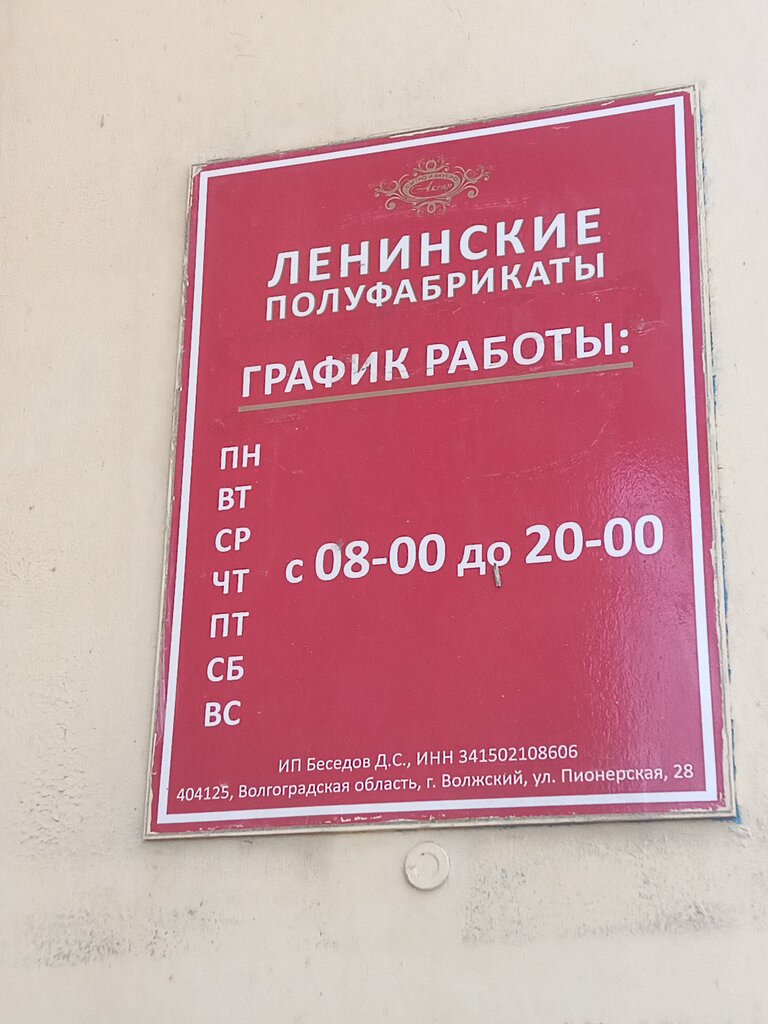 Ахтар
ЛЕНИНСКИЕ
ПОЛУФАБРИКАТЫ
ГРАФИК РАБОТЫ:
ПН
ВТ
СР
с 08-00 до 20-00
ЧТ
ПТ
СБ
ВС
ИП Беседов Д.С., ИНН 341502108606
404125, Волгоградская область, г. Волжский, ул. Пионерская, 28